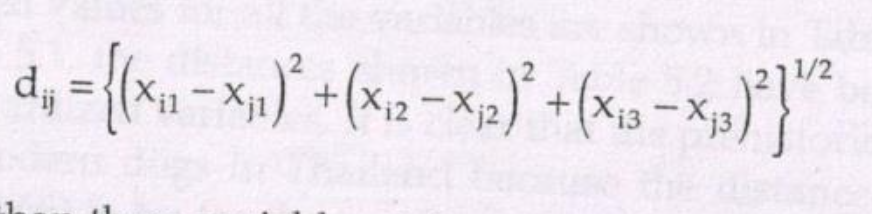 d_ij = {(x_i1 − x_j1)² + (x_i2 − x_j2)² + (x_i3 − x_j3)²}^1/2